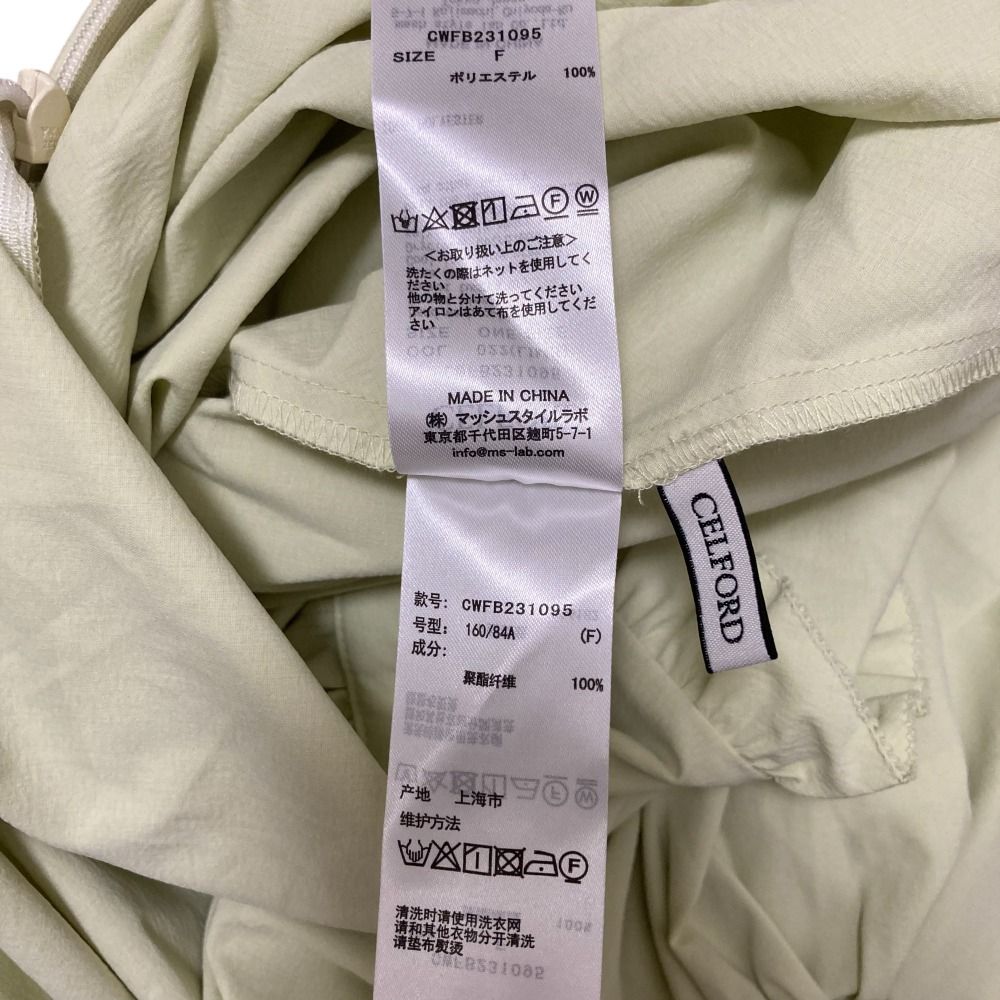 CWFB231095
SIZE F
ポリエステル 100%
<お取り扱い上のご注意>
洗たくの際はネットを使用してく
ださい
他の物と分けて洗ってください
アイロンはあて布を使用してくだ
さい
MADE IN CHINA
(株) マッシュスタイルラボ
東京都千代田区麹町5-7-1
info@ms-lab.com
CELFORD
款号: CWFB231095
号型: 160/84A (F)
成分:
聚酯纤维 100%
产地 上海市
维护方法
清洗时请使用洗衣网
请和其他衣物分开清洗
请垫布熨烫